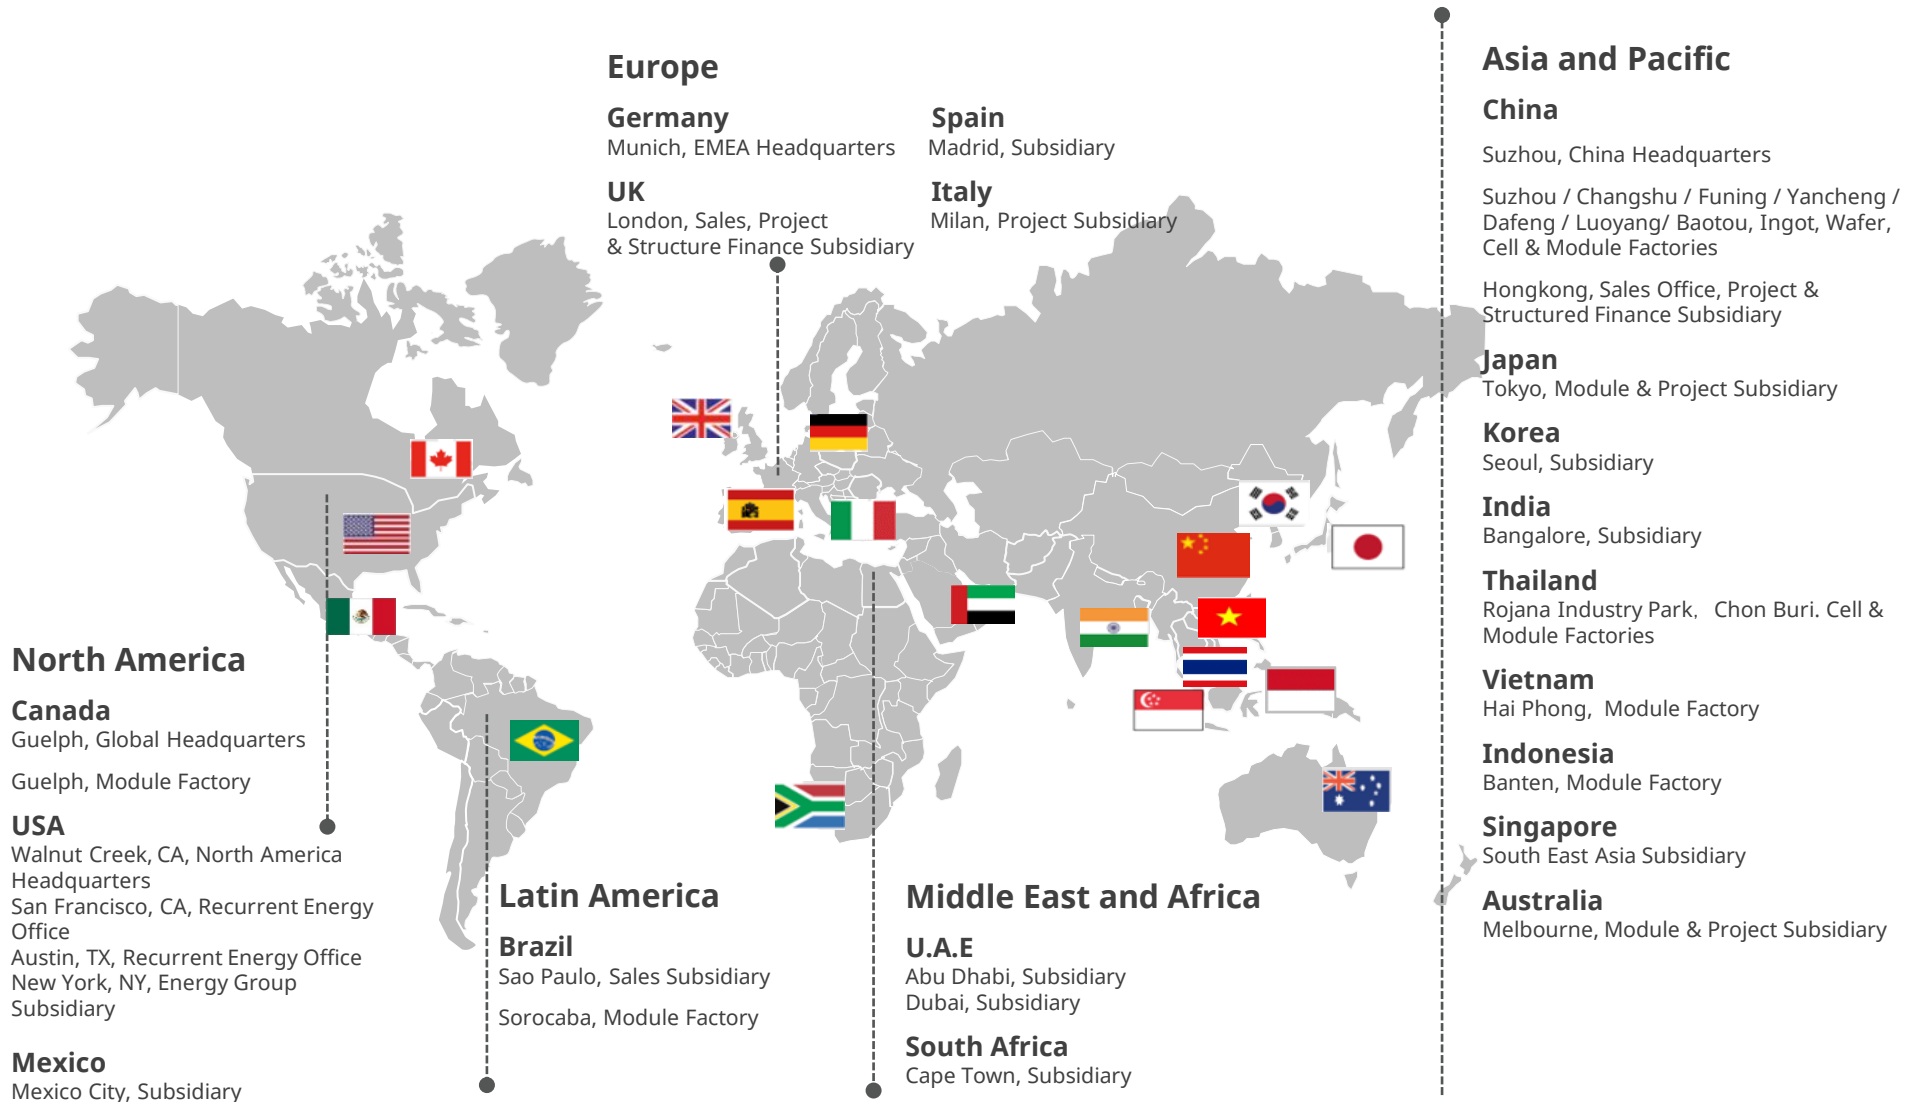 Europe
Germany
Munich, EMEA Headquarters
UK
London, Sales, Project
& Structure Finance Subsidiary
Spain
Madrid, Subsidiary
Italy
Milan, Project Subsidiary
Asia and Pacific
China
Suzhou, China Headquarters
Suzhou / Changshu / Funing / Yancheng /
Dafeng / Luoyang/ Baotou, Ingot, Wafer,
Cell & Module Factories
Hongkong, Sales Office, Project &
Structured Finance Subsidiary
Japan
Tokyo, Module & Project Subsidiary
Korea
Seoul, Subsidiary
India
Bangalore, Subsidiary
Thailand
Rojana Industry Park,  Chon Buri. Cell &
Module Factories
Vietnam
Hai Phong,  Module Factory
Indonesia
Banten, Module Factory
Singapore
South East Asia Subsidiary
Australia
Melbourne, Module & Project Subsidiary
North America
Canada
Guelph, Global Headquarters
Guelph, Module Factory
USA
Walnut Creek, CA, North America
Headquarters
San Francisco, CA, Recurrent Energy
Office
Austin, TX, Recurrent Energy Office
New York, NY, Energy Group
Subsidiary
Mexico
Mexico City, Subsidiary
Latin America
Brazil
Sao Paulo, Sales Subsidiary
Sorocaba, Module Factory
Middle East and Africa
U.A.E
Abu Dhabi, Subsidiary
Dubai, Subsidiary
South Africa
Cape Town, Subsidiary